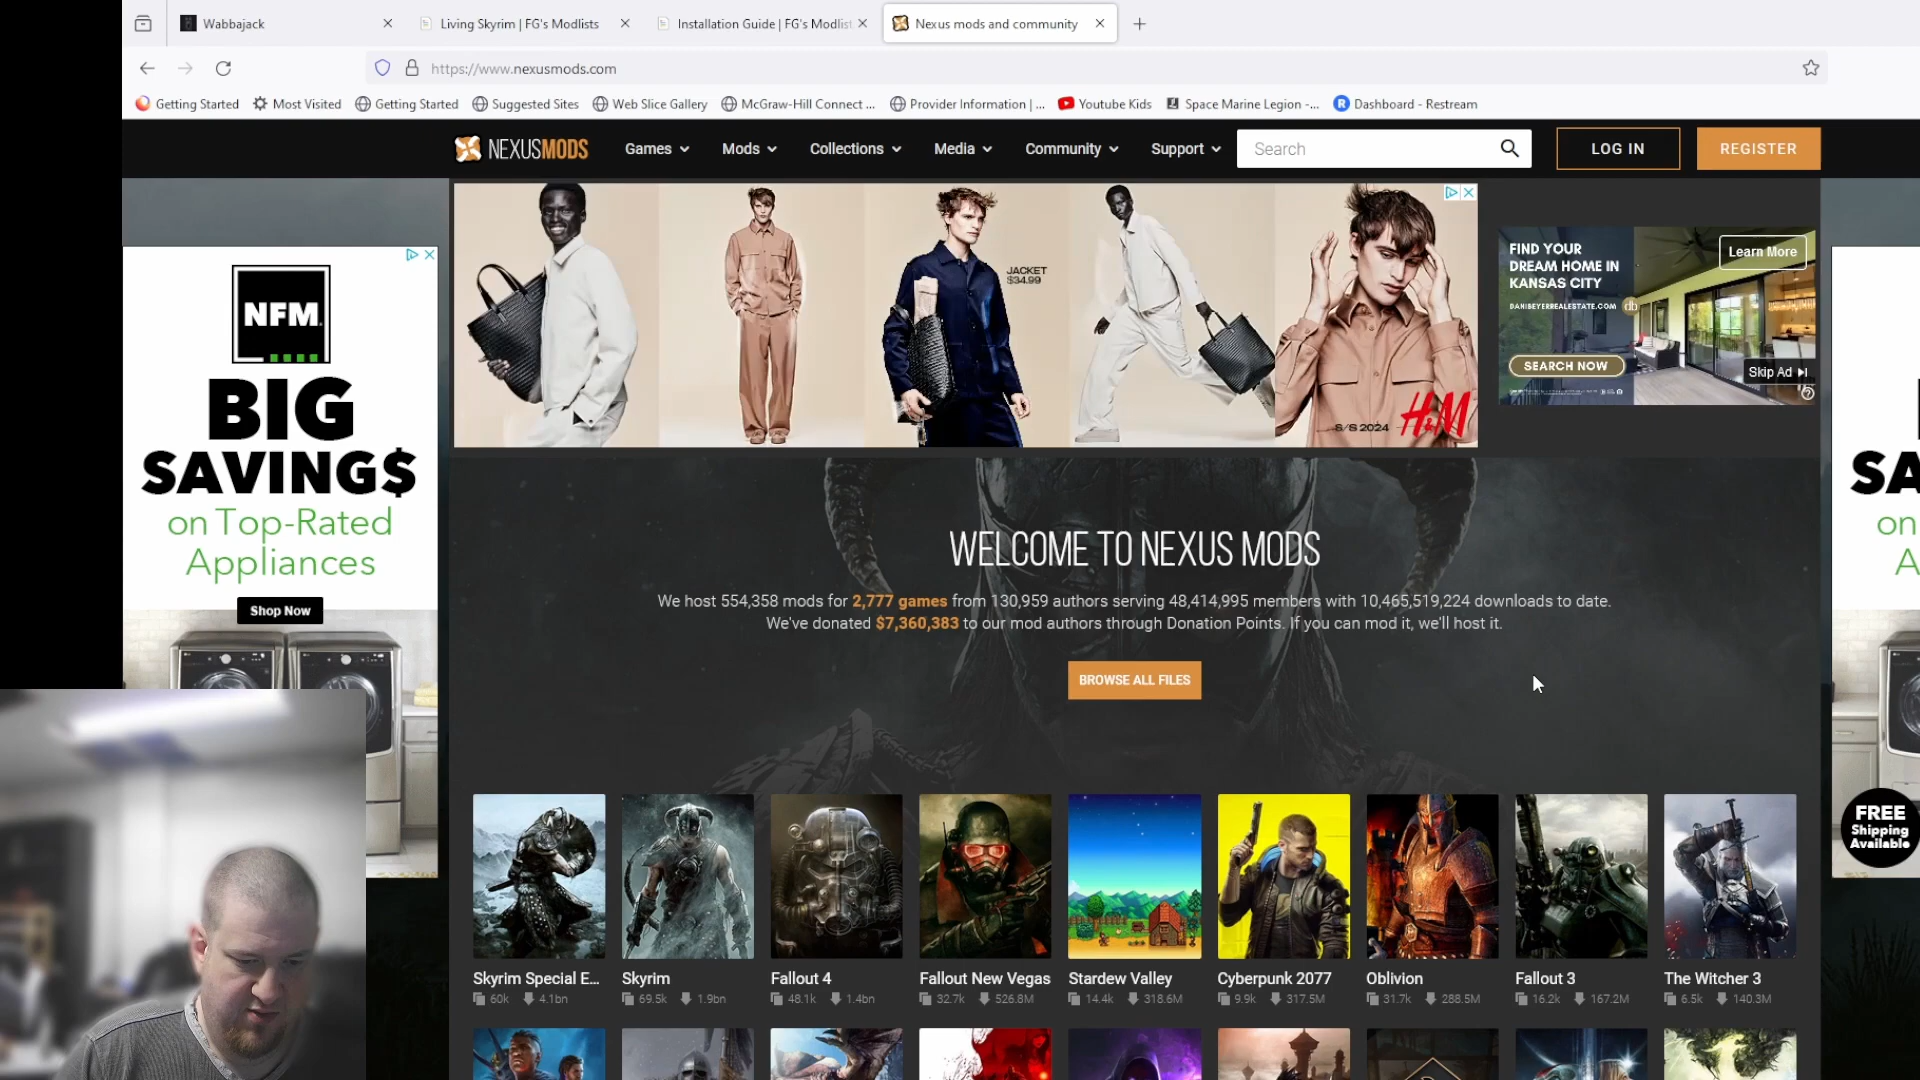 Wabbajack
Living Skyrim | FG's Modlists
Installation Guide | FG's Modlist
Nexus mods and community
https://www.nexusmods.com
Getting Started
Most Visited
Getting Started
Suggested Sites
Web Slice Gallery
McGraw-Hill Connect ...
Provider Information | ...
Youtube Kids
Space Marine Legion -...
Dashboard - Restream
NEXUSMODS
Games
Mods
Collections
Media
Community
Support
Search
LOG IN
REGISTER
JACKET
$34.99
S/S 2024
H&M
FIND YOUR
DREAM HOME IN
KANSAS CITY
DANIBEYERREALESTATE.COM
db
Learn More
SEARCH NOW
Skip Ad
NFM
BIG
SAVING$
on Top-Rated
Appliances
Shop Now
SA
on
A
FREE
Shipping
Available
WELCOME TO NEXUS MODS
We host 554,358 mods for 2,777 games from 130,959 authors serving 48,414,995 members with 10,465,519,224 downloads to date.
We've donated $7,360,383 to our mod authors through Donation Points. If you can mod it, we'll host it.
BROWSE ALL FILES
Skyrim Special E...
60k 4.1bn
Skyrim
69.5k 1.9bn
Fallout 4
48.1k 1.4bn
Fallout New Vegas
32.7k 526.8M
Stardew Valley
14.4k 318.6M
Cyberpunk 2077
9.9k 317.5M
Oblivion
31.7k 288.5M
Fallout 3
16.2k 167.2M
The Witcher 3
6.5k 140.3M